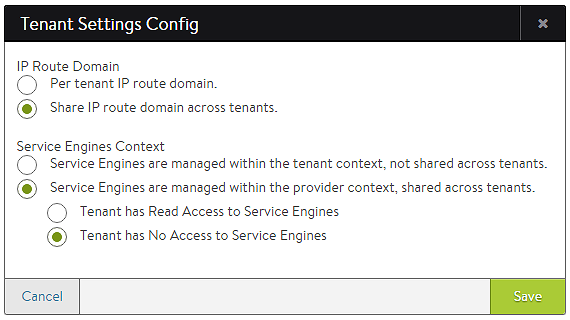 Tenant Settings Config
IP Route Domain
Per tenant IP route domain.
Share IP route domain across tenants.
Service Engines Context
Service Engines are managed within the tenant context, not shared across tenants.
Service Engines are managed within the provider context, shared across tenants.
Tenant has Read Access to Service Engines
Tenant has No Access to Service Engines
Cancel
Save